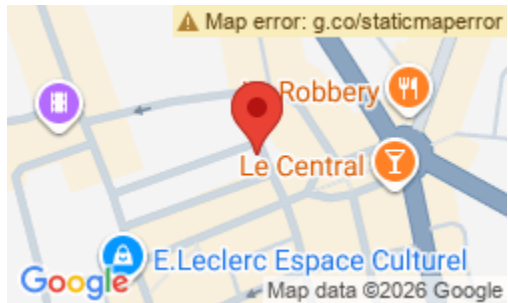 Map error: g.co/staticmaperror
Robbery
Le Central
E.Leclerc Espace Culturel
Google
Map data ©2026 Google